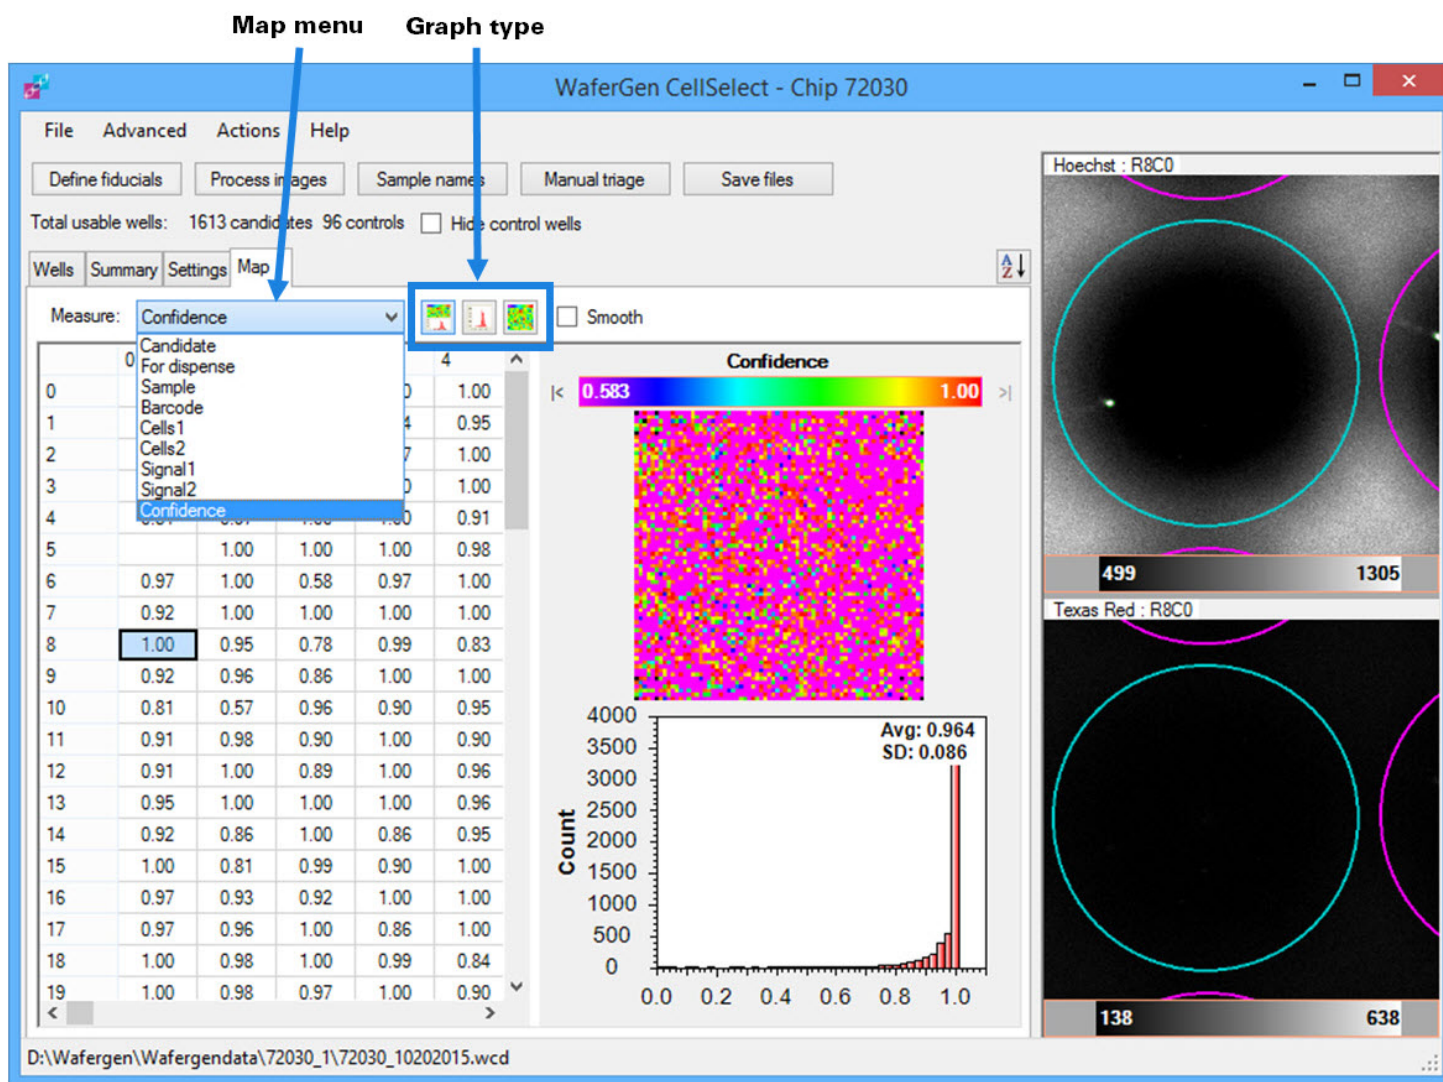 Map menu Graph type
WaferGen CellSelect - Chip 72030
File Advanced Actions Help
Define fiducials Process images Sample names Manual triage Save files
Total usable wells: 1613 candidates 96 controls Hide control wells
Wells Summary Settings Map
Measure: Confidence Smooth
Candidate
For dispense
Sample
Barcode
Cells1
Cells2
Signal1
Signal2
Confidence
0 4
0 1.00
1 0.95
2 1.00
3 1.00
4 0.91
5 1.00 1.00 1.00 0.98
6 0.97 1.00 0.58 0.97 1.00
7 0.92 1.00 1.00 1.00 1.00
8 1.00 0.95 0.78 0.99 0.83
9 0.92 0.96 0.86 1.00 1.00
10 0.81 0.57 0.96 0.90 0.95
11 0.91 0.98 0.90 1.00 0.90
12 0.91 1.00 0.89 1.00 0.96
13 0.95 1.00 1.00 1.00 0.96
14 0.92 0.86 1.00 0.86 0.95
15 1.00 0.81 0.99 0.90 1.00
16 0.97 0.93 0.92 1.00 1.00
17 0.97 0.96 1.00 0.86 1.00
18 1.00 0.98 1.00 0.99 0.84
19 1.00 0.98 0.97 1.00 0.90
Confidence
0.583 1.00
Avg: 0.964
SD: 0.086
Count
4000
3500
3000
2500
2000
1500
1000
500
0
0.0 0.2 0.4 0.6 0.8 1.0
Hoechst : R8C0
499 1305
Texas Red : R8C0
138 638
D:\Wafergen\Wafergendata\72030_1\72030_10202015.wcd